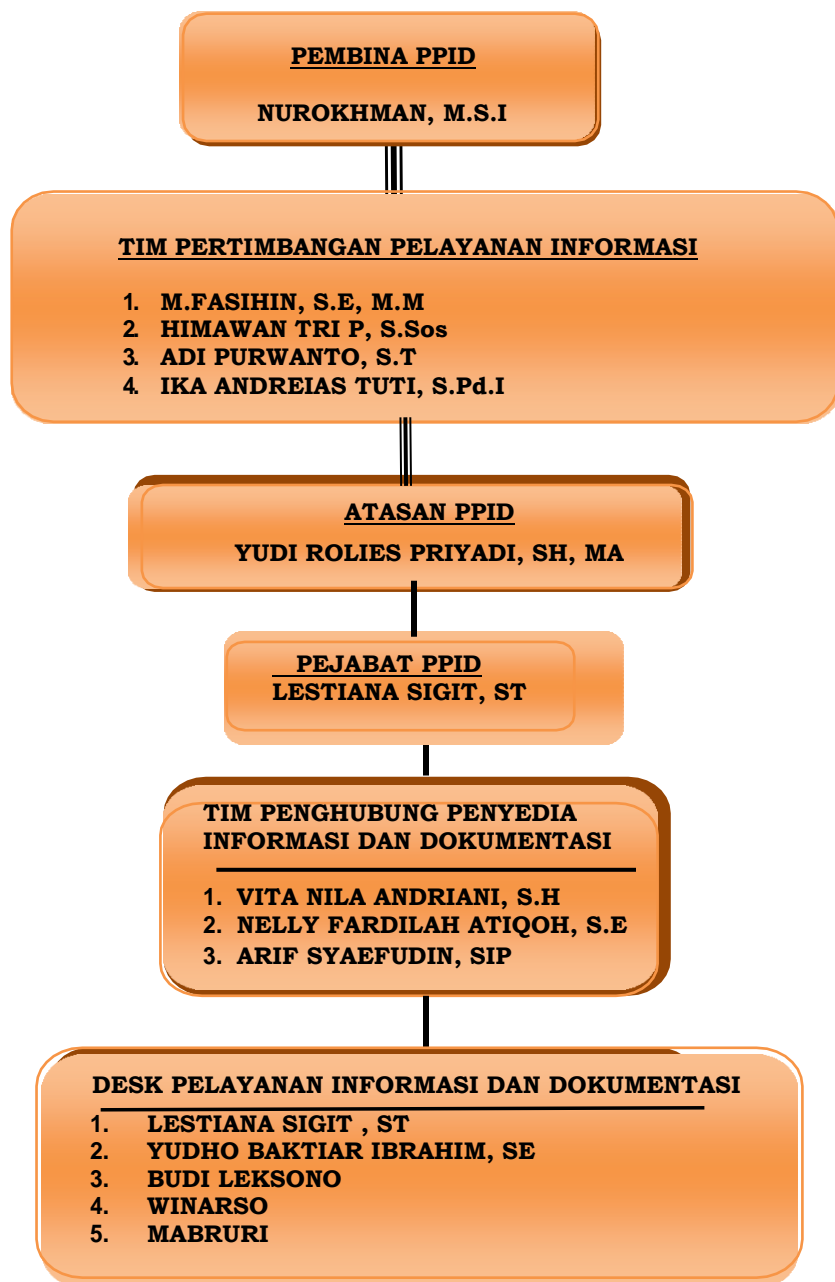 PEMBINA PPID
NUROKHMAN, M.S.I
TIM PERTIMBANGAN PELAYANAN INFORMASI
1. M.FASIHIN, S.E, M.M
2. HIMAWAN TRI P, S.Sos
3. ADI PURWANTO, S.T
4. IKA ANDREIAS TUTI, S.Pd.I
ATASAN PPID
YUDI ROLIES PRIYADI, SH, MA
PEJABAT PPID
LESTIANA SIGIT, ST
TIM PENGHUBUNG PENYEDIA
INFORMASI DAN DOKUMENTASI
1. VITA NILA ANDRIANI, S.H
2. NELLY FARDILAH ATIQOH, S.E
3. ARIF SYAEFUDIN, SIP
DESK PELAYANAN INFORMASI DAN DOKUMENTASI
1. LESTIANA SIGIT , ST
2. YUDHO BAKTIAR IBRAHIM, SE
3. BUDI LEKSONO
4. WINARSO
5. MABRURI